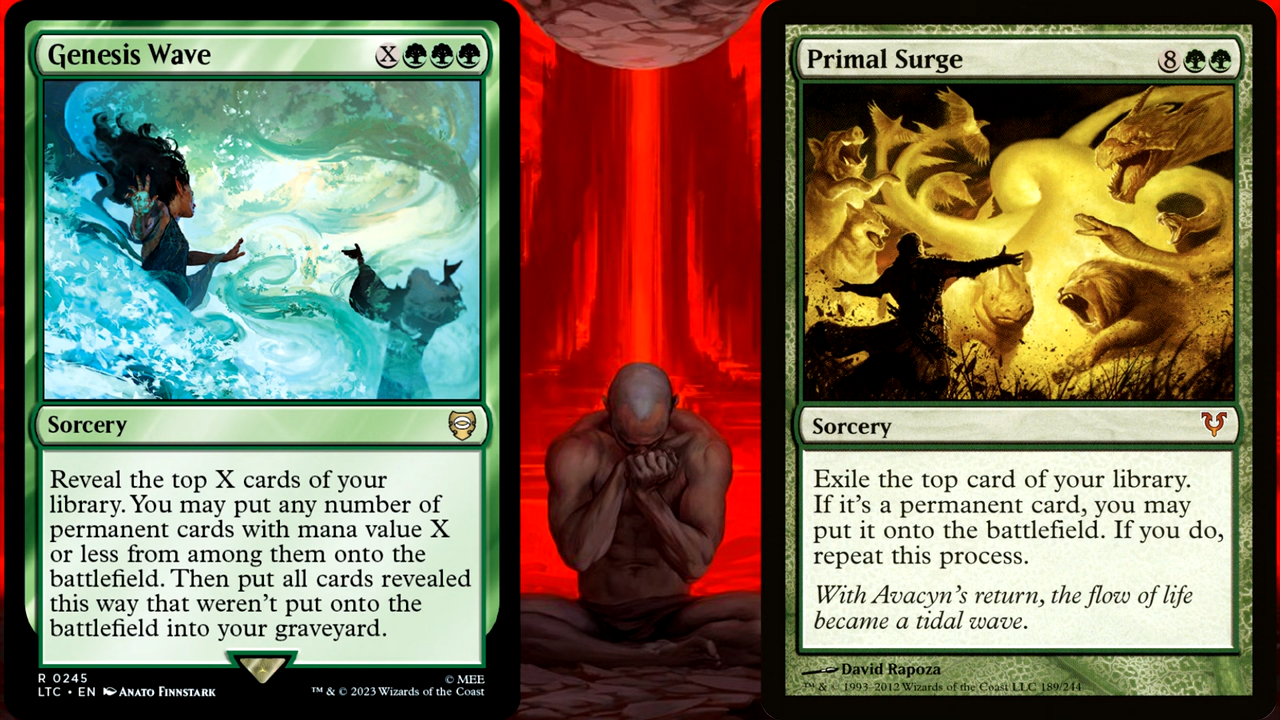 Genesis Wave X
Sorcery
Reveal the top X cards of your
library. You may put any number of
permanent cards with mana value X
or less from among them onto the
battlefield. Then put all cards revealed
this way that weren't put onto the
battlefield into your graveyard.
R 0245 © MEE
LTC • EN Anato Finnstark ™ & © 2023 Wizards of the Coast
Primal Surge 8
Sorcery
Exile the top card of your library.
If it's a permanent card, you may
put it onto the battlefield. If you do,
repeat this process.
With Avacyn's return, the flow of life
became a tidal wave.
David Rapoza
™ & © 1993–2012 Wizards of the Coast LLC 189/244